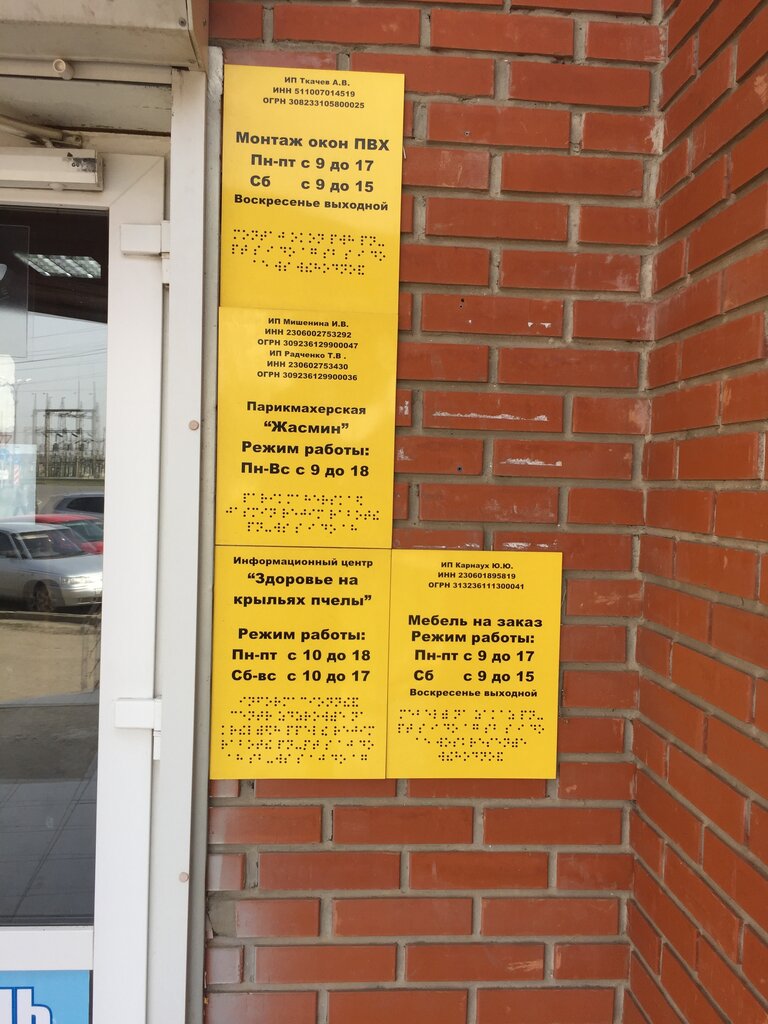 ИП Ткачев А.В.
ИНН 511007014519
ОГРН 308233105800025
Монтаж окон ПВХ
Пн-пт с 9 до 17
Сб с 9 до 15
Воскресенье выходной
ИП Мишенина И.В.
ИНН 2306002753292
ОГРН 309236129900047
ИП Радченко Т.В .
ИНН 230602753430
ОГРН 309236129900036
Парикмахерская
“Жасмин”
Режим работы:
Пн-Вс с 9 до 18
Информационный центр
“Здоровье на
крыльях пчелы”
Режим работы:
Пн-пт с 10 до 18
Сб-вс с 10 до 17
ИП Карнаух Ю.Ю.
ИНН 230601895819
ОГРН 313236111300041
Мебель на заказ
Режим работы:
Пн-пт с 9 до 17
Сб с 9 до 15
Воскресенье выходной